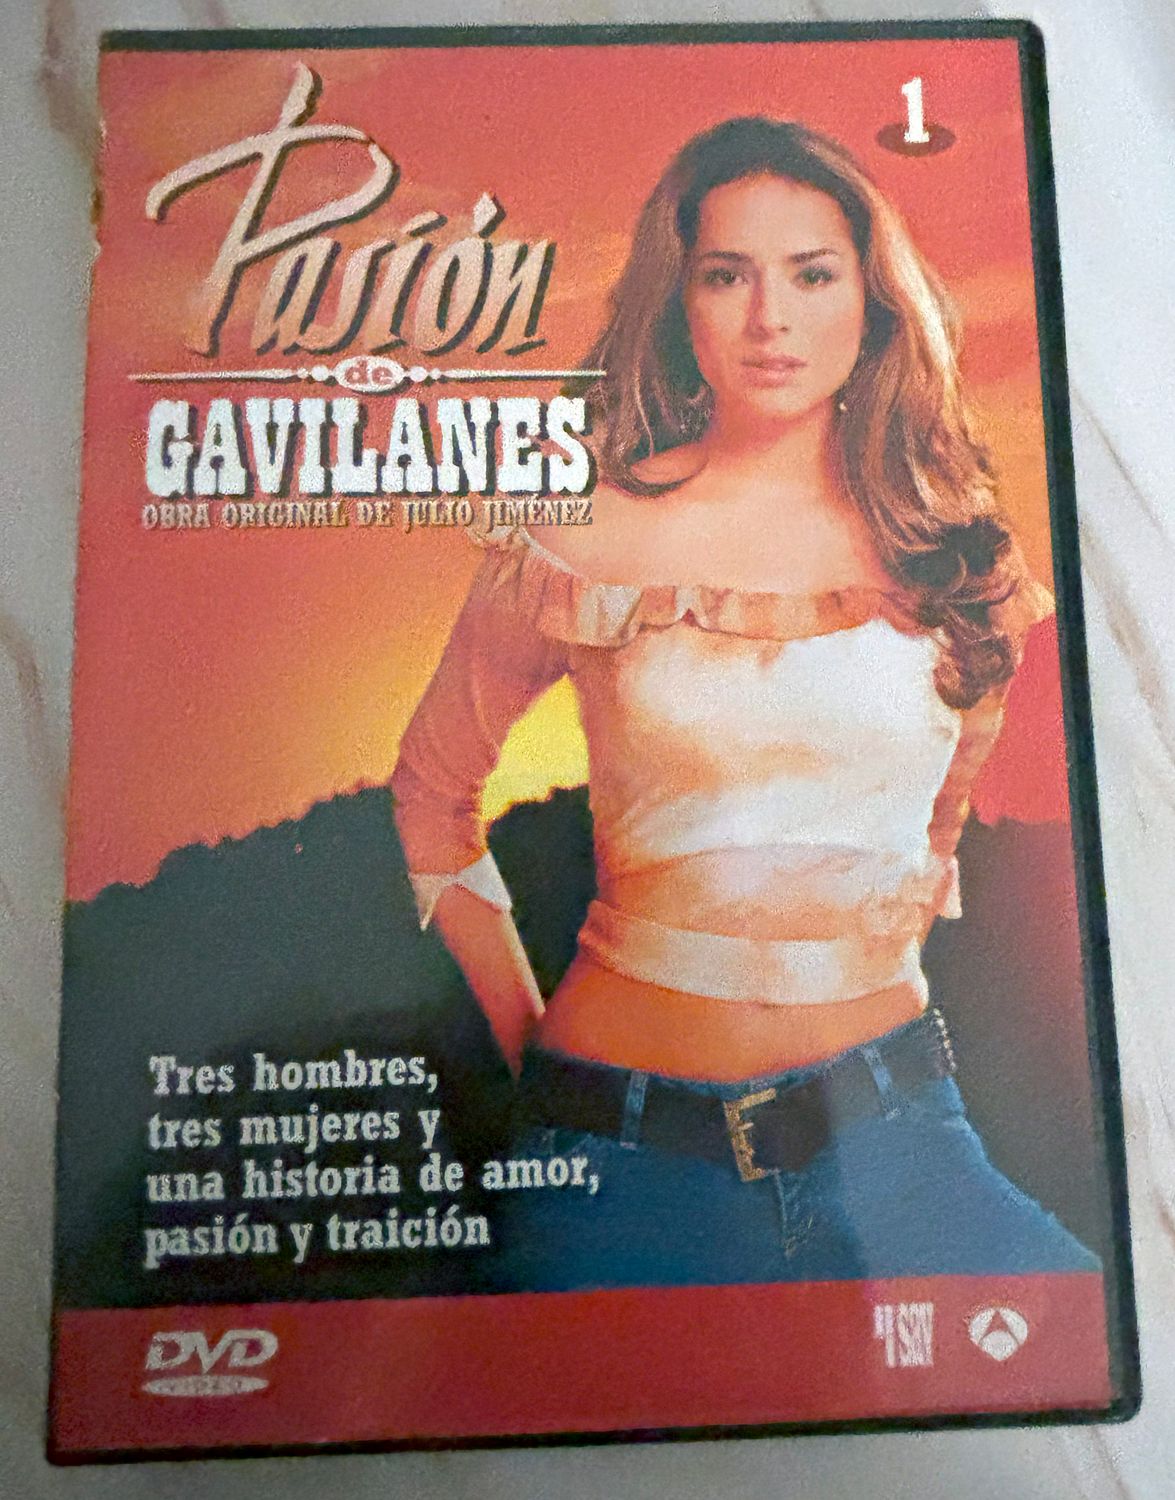 1
Pasión
de
GAVILANES
OBRA ORIGINAL DE JULIO JIMÉNEZ
Tres hombres,
tres mujeres y
una historia de amor,
pasión y traición
DVD
VIDEO